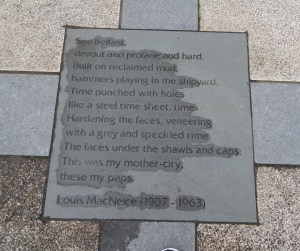 See Belfast,
devout and profane and hard.
Built on reclaimed mud,
hammers playing in the shipyard.
Time punched with holes
like a steel time sheet, time
Hardening the faces, veneering
with a grey and speckled rime
The faces under the shawls and caps.
This was my mother-city,
these my paps.
Louis MacNeice (1907 - 1963)